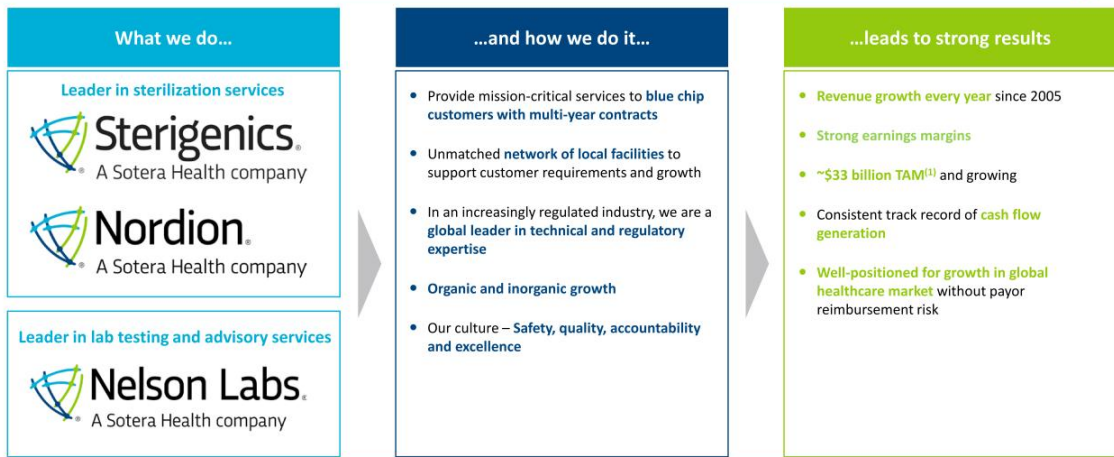 What we do…
Leader in sterilization services
Sterigenics®
A Sotera Health company
Nordion®
A Sotera Health company
Leader in lab testing and advisory services
Nelson Labs®
A Sotera Health company
…and how we do it…
• Provide mission-critical services to blue chip
customers with multi-year contracts
• Unmatched network of local facilities to
support customer requirements and growth
• In an increasingly regulated industry, we are a
global leader in technical and regulatory
expertise
• Organic and inorganic growth
• Our culture – Safety, quality, accountability
and excellence
…leads to strong results
• Revenue growth every year since 2005
• Strong earnings margins
• ~$33 billion TAM(1) and growing
• Consistent track record of cash flow
generation
• Well-positioned for growth in global
healthcare market without payor
reimbursement risk